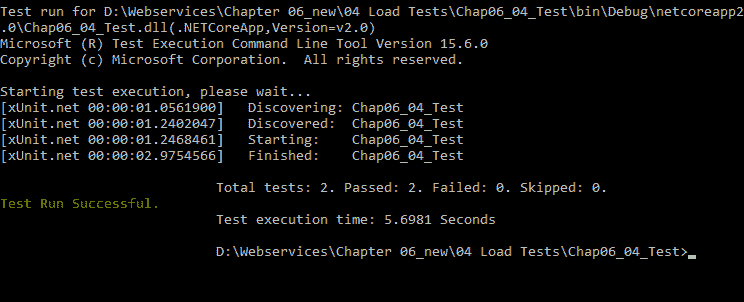 Test run for D:\Webservices\Chapter 06_new\04 Load Tests\Chap06_04_Test\bin\Debug\netcoreapp2
.0\Chap06_04_Test.dll(.NETCoreApp,Version=v2.0)
Microsoft (R) Test Execution Command Line Tool Version 15.6.0
Copyright (c) Microsoft Corporation.  All rights reserved.
Starting test execution, please wait...
[xUnit.net 00:00:01.0561900]   Discovering: Chap06_04_Test
[xUnit.net 00:00:01.2402047]   Discovered:  Chap06_04_Test
[xUnit.net 00:00:01.2468461]   Starting:    Chap06_04_Test
[xUnit.net 00:00:02.9754566]   Finished:    Chap06_04_Test
Total tests: 2. Passed: 2. Failed: 0. Skipped: 0.
Test Run Successful.
Test execution time: 5.6981 Seconds
D:\Webservices\Chapter 06_new\04 Load Tests\Chap06_04_Test>